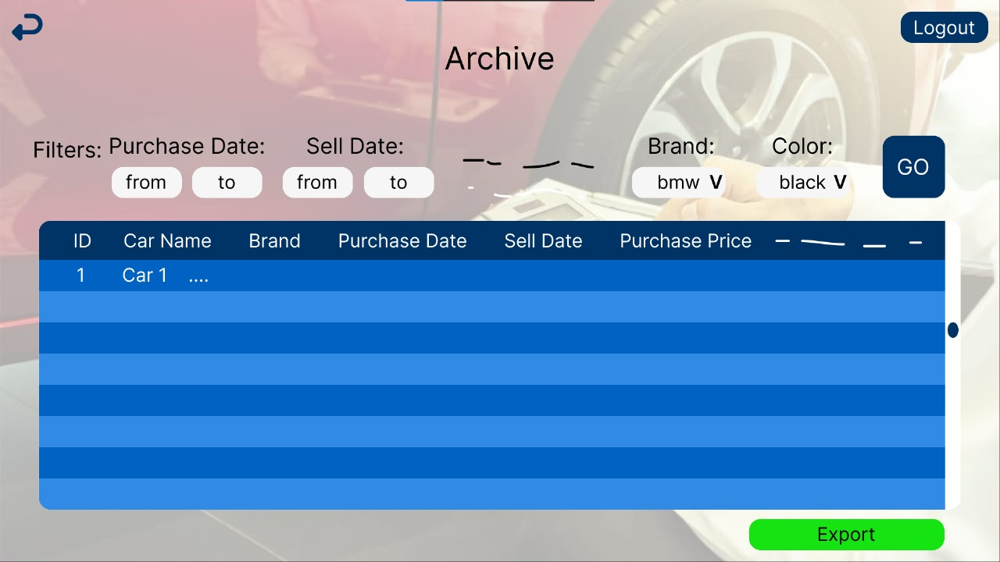 Logout
Archive
Filters: Purchase Date: Sell Date: Brand: Color:
from to from to bmw V black V GO
ID Car Name Brand Purchase Date Sell Date Purchase Price
1 Car 1 ....
Export